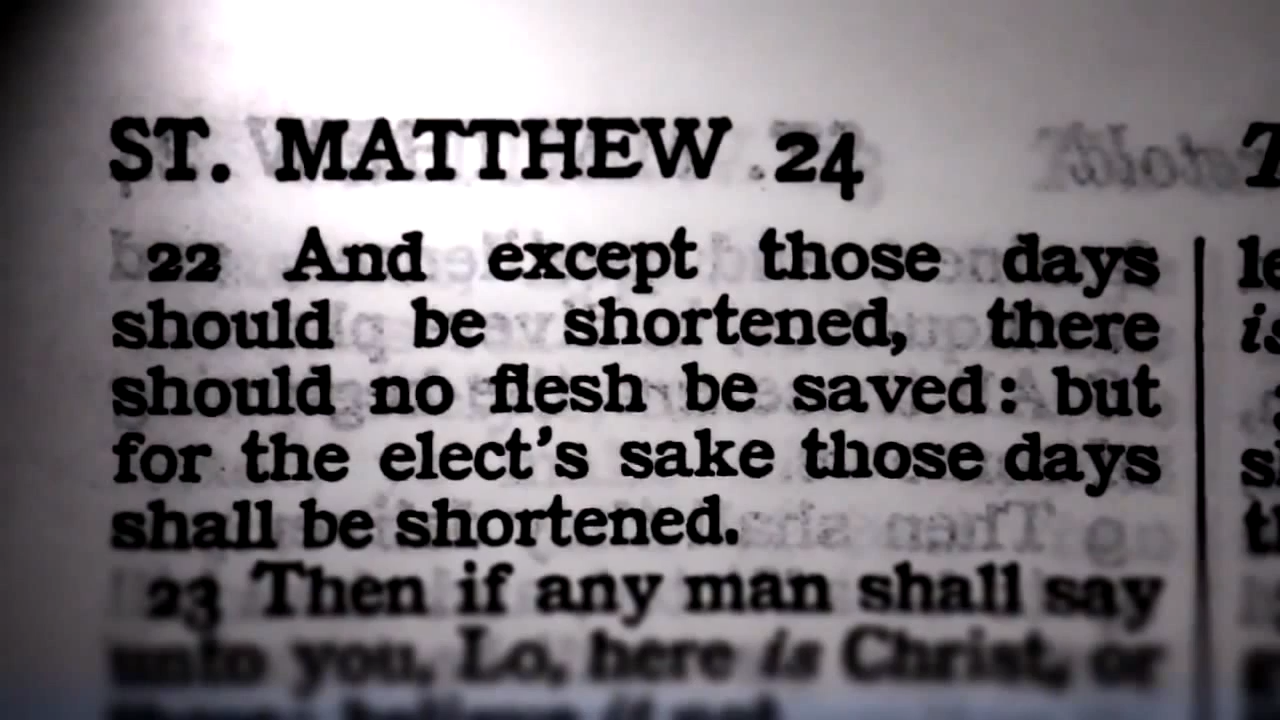 ST. MATTHEW 24
22 And except those days
should be shortened, there
should no flesh be saved: but
for the elect's sake those days
shall be shortened.
23 Then if any man shall say
unto you, Lo, here is Christ, or